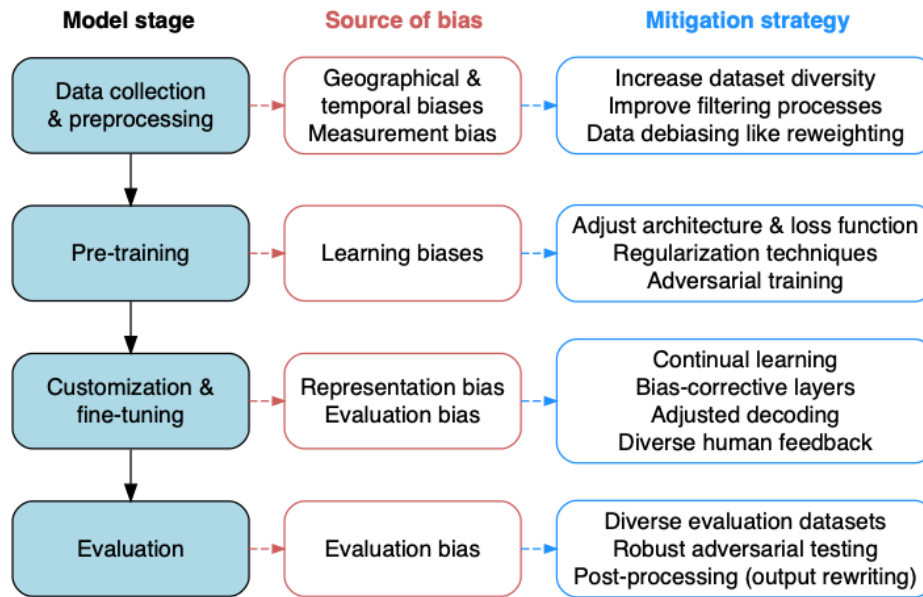 Model stage
Source of bias
Mitigation strategy
Data collection
& preprocessing
Geographical &
temporal biases
Measurement bias
Increase dataset diversity
Improve filtering processes
Data debiasing like reweighting
Pre-training
Learning biases
Adjust architecture & loss function
Regularization techniques
Adversarial training
Customization &
fine-tuning
Representation bias
Evaluation bias
Continual learning
Bias-corrective layers
Adjusted decoding
Diverse human feedback
Evaluation
Evaluation bias
Diverse evaluation datasets
Robust adversarial testing
Post-processing (output rewriting)